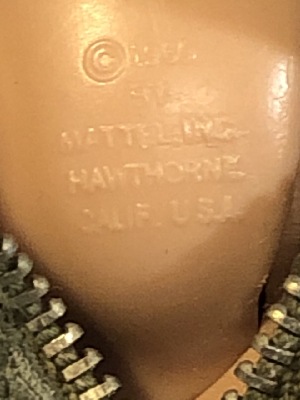 ©
MATTEL, INC.
HAWTHORNE
CALIF. U.S.A.